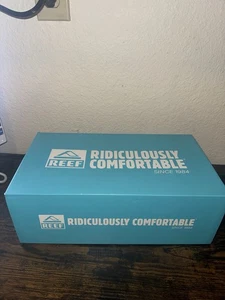 REEF
RIDICULOUSLY
COMFORTABLE
SINCE 1984
REEF
RIDICULOUSLY COMFORTABLE